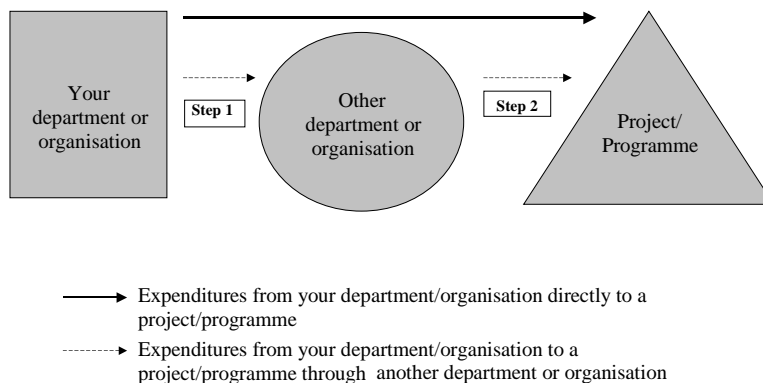 Your
department or
organisation
Step 1
Other
department or
organisation
Step 2
Project/
Programme
Expenditures from your department/organisation directly to a
project/programme
Expenditures from your department/organisation to a
project/programme through another department or organisation